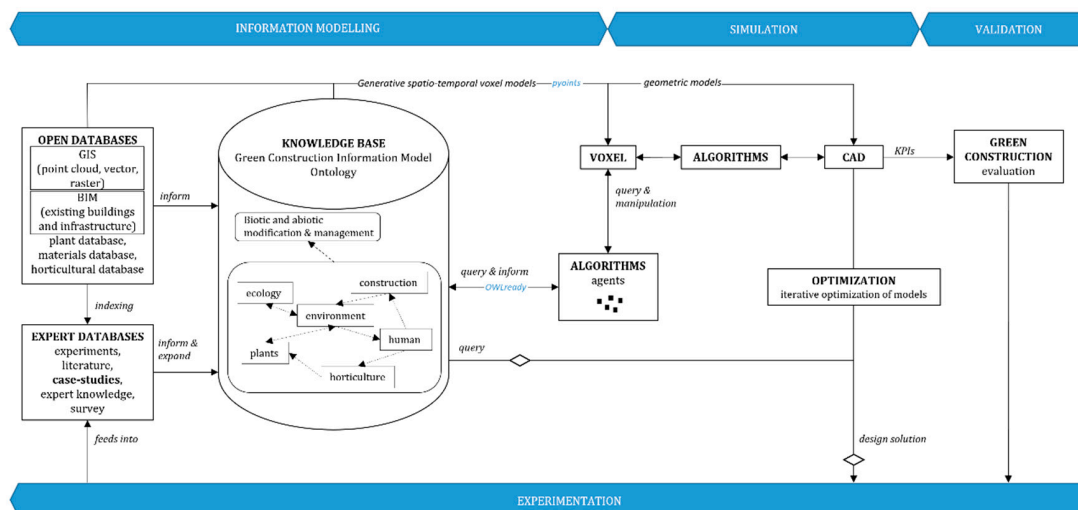 INFORMATION MODELLING
SIMULATION
VALIDATION
Generative spatio-temporal voxel models pyoints
geometric models
OPEN DATABASES
GIS
(point cloud, vector,
raster)
BIM
(existing buildings
and infrastructure)
plant database,
materials database,
horticultural database
inform
indexing
EXPERT DATABASES
experiments,
literature,
case-studies,
expert knowledge,
survey
inform &
expand
feeds into
KNOWLEDGE BASE
Green Construction Information Model
Ontology
Biotic and abiotic
modification & management
ecology
construction
environment
human
plants
horticulture
query & inform
OWLready
query
VOXEL
ALGORITHMS
CAD
KPIs
GREEN
CONSTRUCTION
evaluation
query &
manipulation
ALGORITHMS
agents
OPTIMIZATION
iterative optimization of models
design solution
EXPERIMENTATION